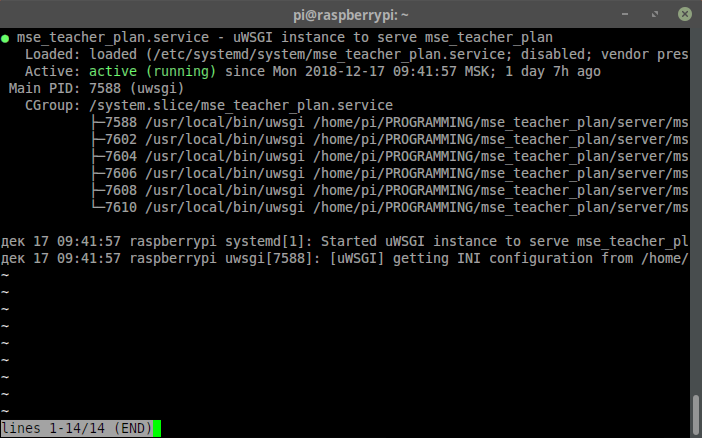 pi@raspberrypi: ~
● mse_teacher_plan.service - uWSGI instance to serve mse_teacher_plan
   Loaded: loaded (/etc/systemd/system/mse_teacher_plan.service; disabled; vendor pres
   Active: active (running) since Mon 2018-12-17 09:41:57 MSK; 1 day 7h ago
 Main PID: 7588 (uwsgi)
   CGroup: /system.slice/mse_teacher_plan.service
           ├─7588 /usr/local/bin/uwsgi /home/pi/PROGRAMMING/mse_teacher_plan/server/ms
           ├─7602 /usr/local/bin/uwsgi /home/pi/PROGRAMMING/mse_teacher_plan/server/ms
           ├─7604 /usr/local/bin/uwsgi /home/pi/PROGRAMMING/mse_teacher_plan/server/ms
           ├─7606 /usr/local/bin/uwsgi /home/pi/PROGRAMMING/mse_teacher_plan/server/ms
           ├─7608 /usr/local/bin/uwsgi /home/pi/PROGRAMMING/mse_teacher_plan/server/ms
           └─7610 /usr/local/bin/uwsgi /home/pi/PROGRAMMING/mse_teacher_plan/server/ms

дек 17 09:41:57 raspberrypi systemd[1]: Started uWSGI instance to serve mse_teacher_pl
дек 17 09:41:57 raspberrypi uwsgi[7588]: [uWSGI] getting INI configuration from /home/
~
~
~
~
~
~
~
~
~
lines 1-14/14 (END)